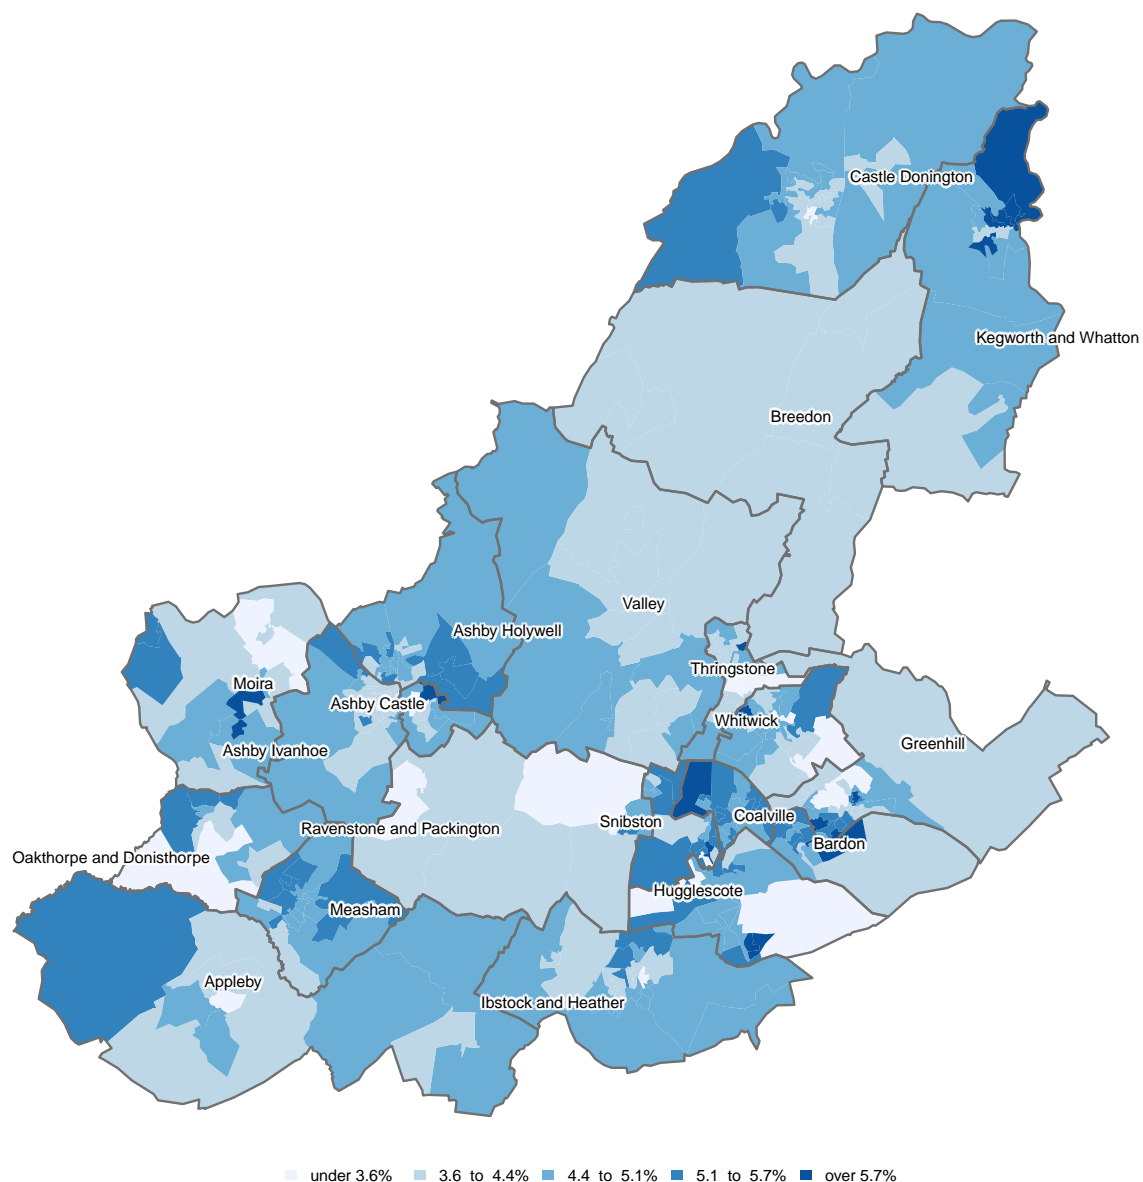 Castle Donington
Kegworth and Whatton
Breedon
Valley
Ashby Holywell
Thringstone
Moira
Ashby Castle
Whitwick
Greenhill
Ashby Ivanhoe
Coalville
Snibston
Ravenstone and Packington
Bardon
Oakthorpe and Donisthorpe
Hugglescote
Measham
Appleby
Ibstock and Heather
under 3.6% 3.6 to 4.4% 4.4 to 5.1% 5.1 to 5.7% over 5.7%